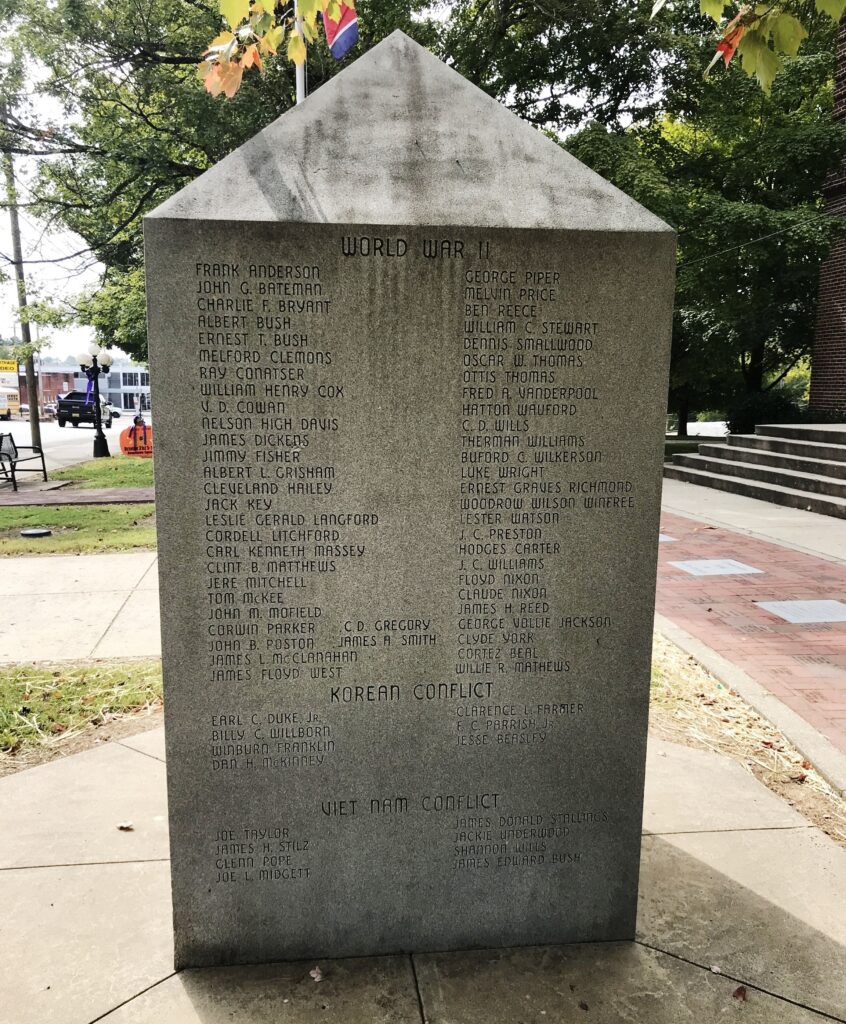 WORLD WAR II
FRANK ANDERSON
JOHN G. BATEMAN
CHARLIE F. BRYANT
ALBERT BUSH
ERNEST T. BUSH
MELFORD CLEMONS
RAY CONATSER
WILLIAM HENRY COX
V. D. COWAN
NELSON HIGH DAVIS
JAMES DICKENS
JIMMY FISHER
ALBERT L. GRISHAM
CLEVELAND HAILEY
JACK KEY
LESLIE GERALD LANGFORD
CORDELL LITCHFORD
CARL KENNETH MASSEY
CLINT B. MATTHEWS
JERE MITCHELL
TOM McKEE
JOHN M. MOFIELD
CORWIN PARKER
JOHN B. POSTON
JAMES L. McCLANAHAN
JAMES FLOYD WEST
C.D. GREGORY
JAMES A. SMITH
GEORGE PIPER
MELVIN PRICE
BEN REECE
WILLIAM C. STEWART
DENNIS SMALLWOOD
OSCAR W. THOMAS
OTTIS THOMAS
FRED A. VANDERPOOL
HATTON WAUFORD
C. D. WILLS
THERMAN WILLIAMS
BUFORD C. WILKERSON
LUKE WRIGHT
ERNEST GRAVES RICHMOND
WOODROW WILSON WINFREE
LESTER WATSON
J. C. PRESTON
HODGES CARTER
J. C. WILLIAMS
FLOYD NIXON
CLAUDE NIXON
JAMES H. REED
GEORGE VOLLIE JACKSON
CLYDE YORK
CORTEZ BEAL
WILLIE R. MATHEWS
KOREAN CONFLICT
EARL C. DUKE, JR.
BILLY C. WILLBORN
WINBURN FRANKLIN
DAN H. McKINNEY
CLARENCE L. FARMER
F. C. PARRISH, JR.
JESSE BEASLEY
VIET NAM CONFLICT
JOE TAYLOR
JAMES H. STILZ
GLENN POPE
JOE L. MIDGETT
JAMES DONALD STALLINGS
JACKIE UNDERWOOD
SHANNON WILLS
JAMES EDWARD BUSH